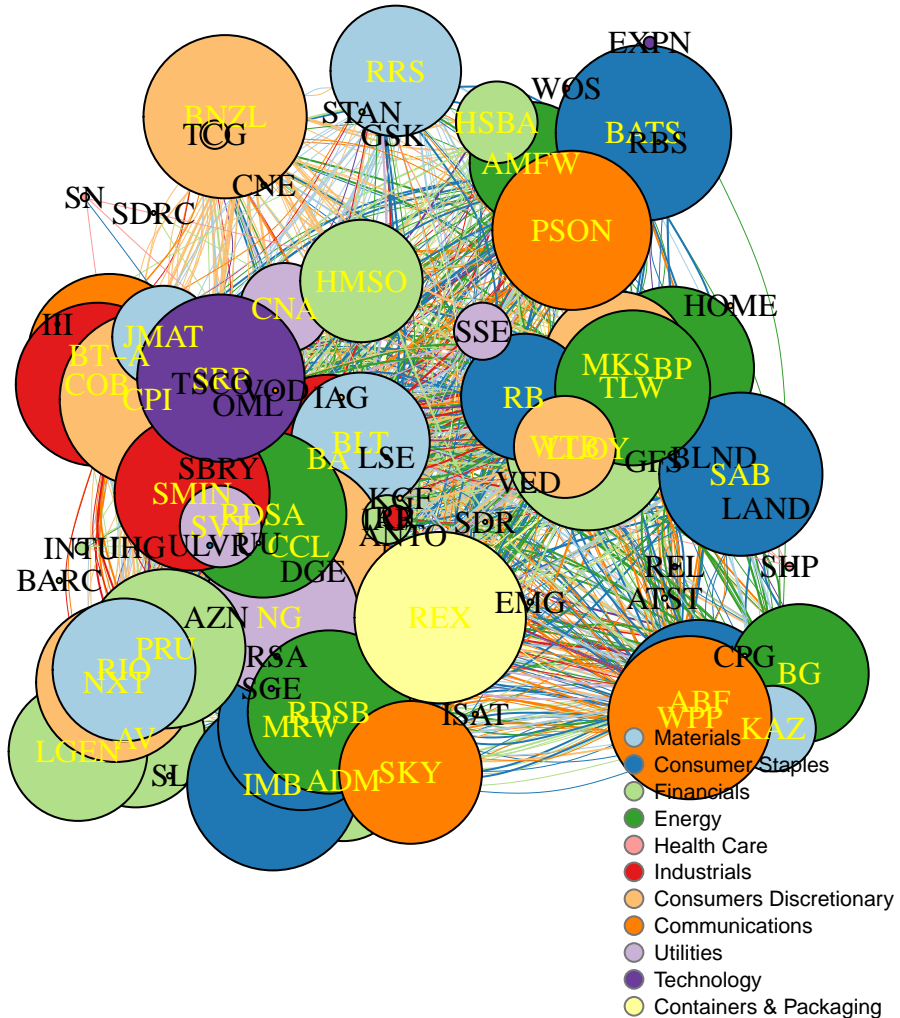 EXPN
RRS
WOS
STAN
BNZL
HSBA
BATS
TCG
GSK
RBS
AMFW
CNE
SN
SDRC
PSON
HMSO
CNA
HOME
III
JMAT
SSE
BT-A
MKS
BP
COB
CPI
SRP
TSCO
VOD
TLW
OML
IAG
RB
BLT
WTB
LLOY
BA
LSE
GFS
BLND
SBRY
SAB
VED
SMIN
KGF
LAND
SVT
RDSA
SDR
ANTO
INTU
IHG
ULVR
UU
CCL
BARC
DGE
REL
SHP
EMG
ATST
AZN
NG
REX
PRU
RSA
CPG
RIO
BG
NXT
SGE
ABF
RDSB
ISAT
WPP
MRW
KAZ
AV
LGEN
Materials
SL
IMB
ADM
SKY
Consumer Staples
Financials
Energy
Health Care
Industrials
Consumers Discretionary
Communications
Utilities
Technology
Containers & Packaging